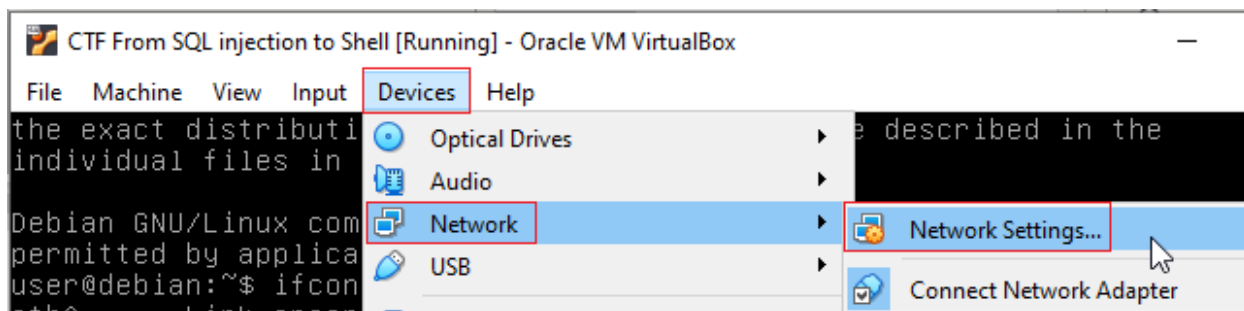 CTF From SQL injection to Shell [Running] - Oracle VM VirtualBox
File Machine View Input Devices Help
the exact distributi
e described in the
individual files in
Optical Drives
Audio
Debian GNU/Linux com
Network
Network Settings...
permitted by applica
USB
user@debian:~$ ifcon
Connect Network Adapter